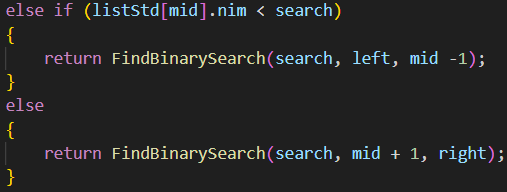 else if (listStd[mid].nim < search)
{
    return FindBinarySearch(search, left, mid -1);
}
else
{
    return FindBinarySearch(search, mid + 1, right);
}